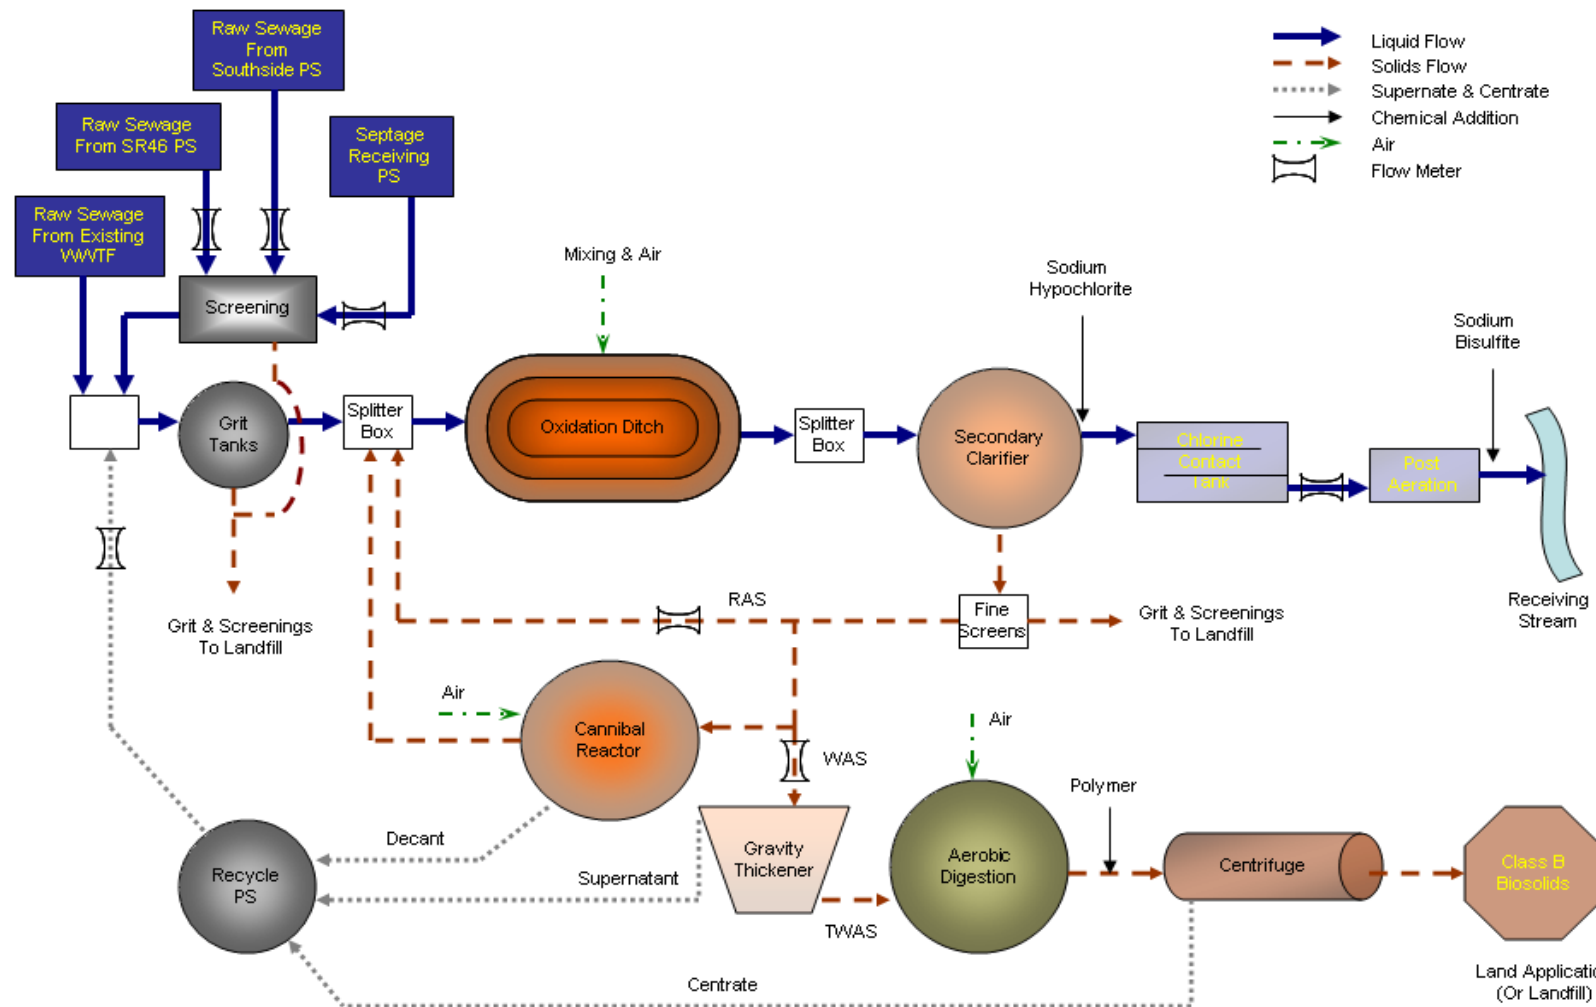 Raw Sewage
From
Southside PS
Raw Sewage
From SR46 PS
Septage
Receiving
PS
Raw Sewage
From Existing
WWTF
Liquid Flow
Solids Flow
Supernate & Centrate
Chemical Addition
Air
Flow Meter
Screening
Mixing & Air
Sodium
Hypochlorite
Sodium
Bisulfite
Grit
Tanks
Splitter
Box
Oxidation Ditch
Splitter
Box
Secondary
Clarifier
Chlorine
Contact
Tank
Post
Aeration
Receiving
Stream
Grit & Screenings
To Landfill
RAS
Fine
Screens
Grit & Screenings
To Landfill
Air
Cannibal
Reactor
WAS
Air
Polymer
Decant
Recycle
PS
Supernatant
Gravity
Thickener
TWAS
Aerobic
Digestion
Centrifuge
Class B
Biosolids
Centrate
Land Applicatio
(Or Landfill)